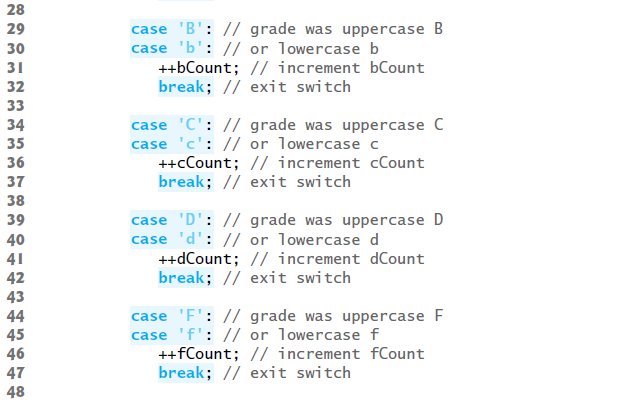 28
29 case 'B': // grade was uppercase B
30 case 'b': // or lowercase b
31 ++bCount; // increment bCount
32 break; // exit switch
33
34 case 'C': // grade was uppercase C
35 case 'c': // or lowercase c
36 ++cCount; // increment cCount
37 break; // exit switch
38
39 case 'D': // grade was uppercase D
40 case 'd': // or lowercase d
41 ++dCount; // increment dCount
42 break; // exit switch
43
44 case 'F': // grade was uppercase F
45 case 'f': // or lowercase f
46 ++fCount; // increment fCount
47 break; // exit switch
48